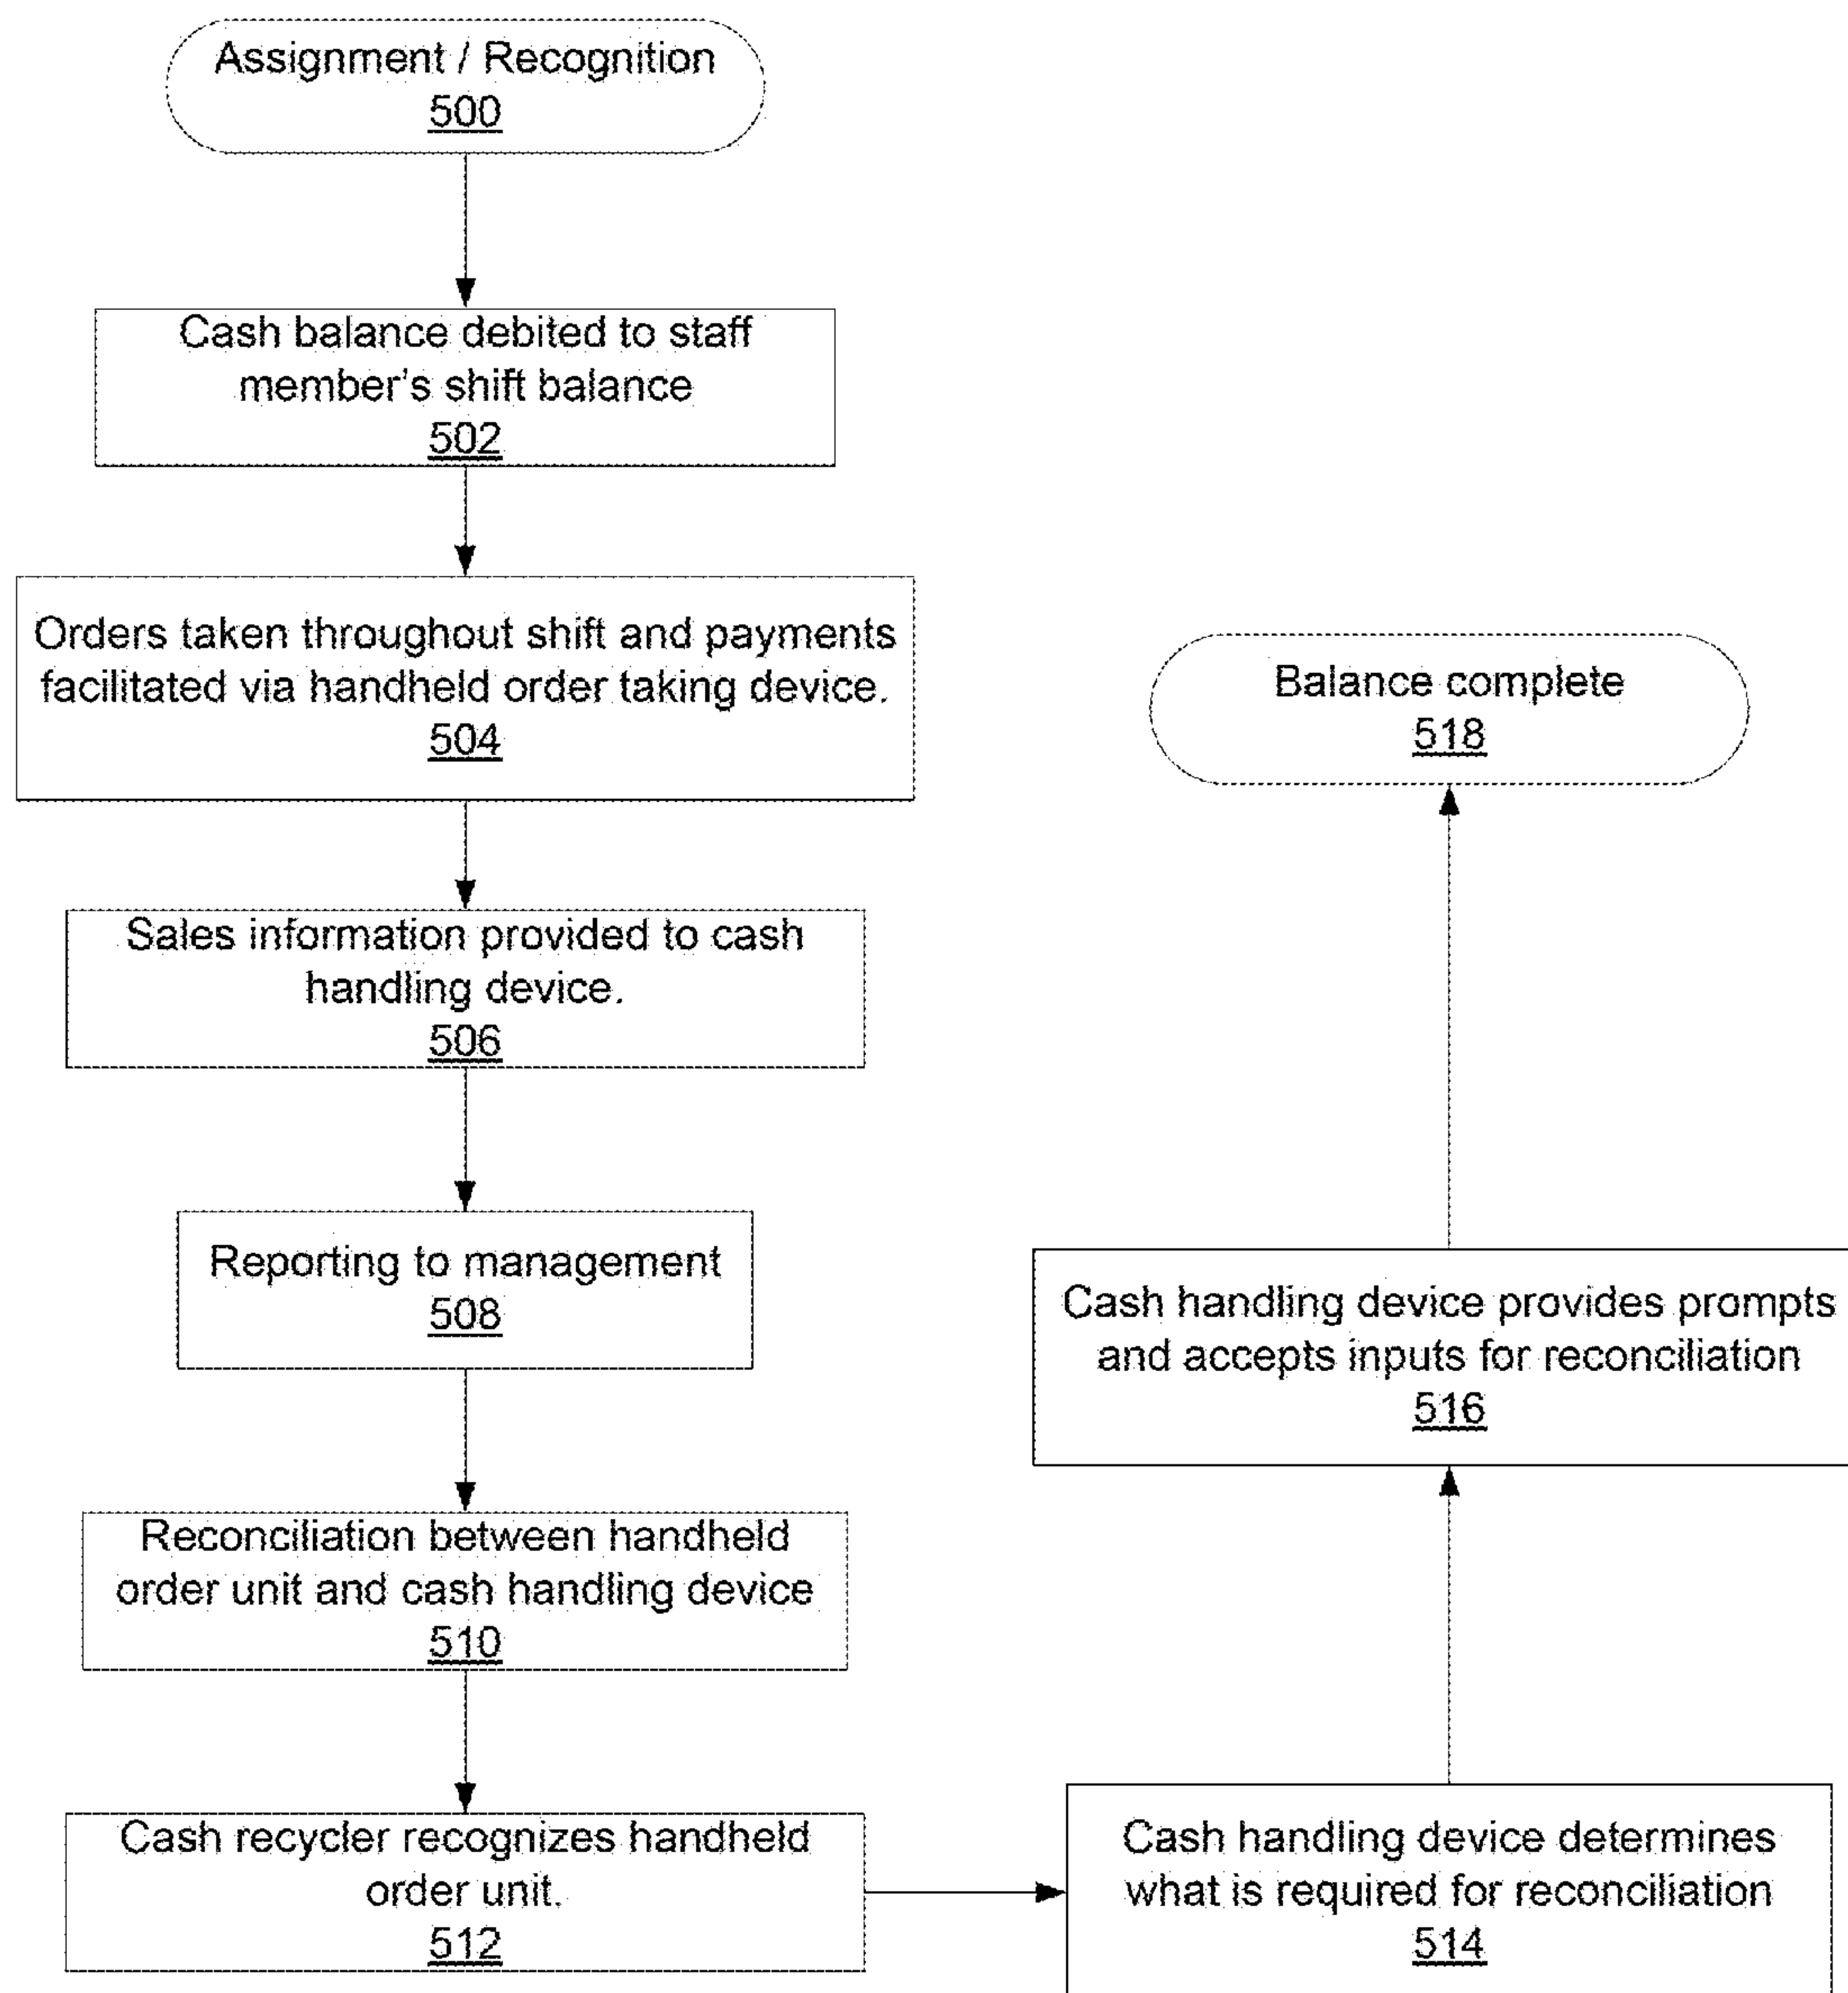 Assignment / Recognition
500
Cash balance debited to staff
member's shift balance
502
Orders taken throughout shift and payments
facilitated via handheld order taking device.
504
Sales information provided to cash
handling device.
506
Reporting to management
508
Reconciliation between handheld
order unit and cash handling device
510
Cash recycler recognizes handheld
order unit.
512
Cash handling device determines
what is required for reconciliation
514
Cash handling device provides prompts
and accepts inputs for reconciliation
516
Balance complete
518